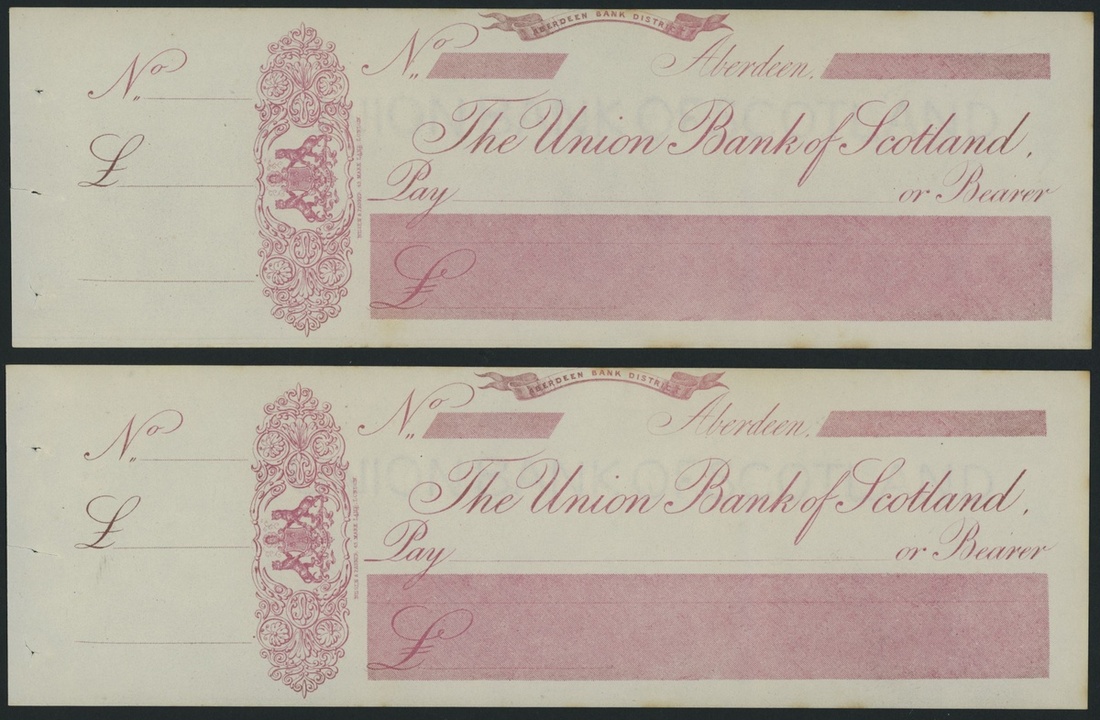 ABERDEEN BANK DISTRICT
No
No
Aberdeen,
The Union Bank of Scotland,
£
Pay or Bearer
£
ABERDEEN BANK DISTRICT
No
No
Aberdeen,
The Union Bank of Scotland,
£
Pay or Bearer
£